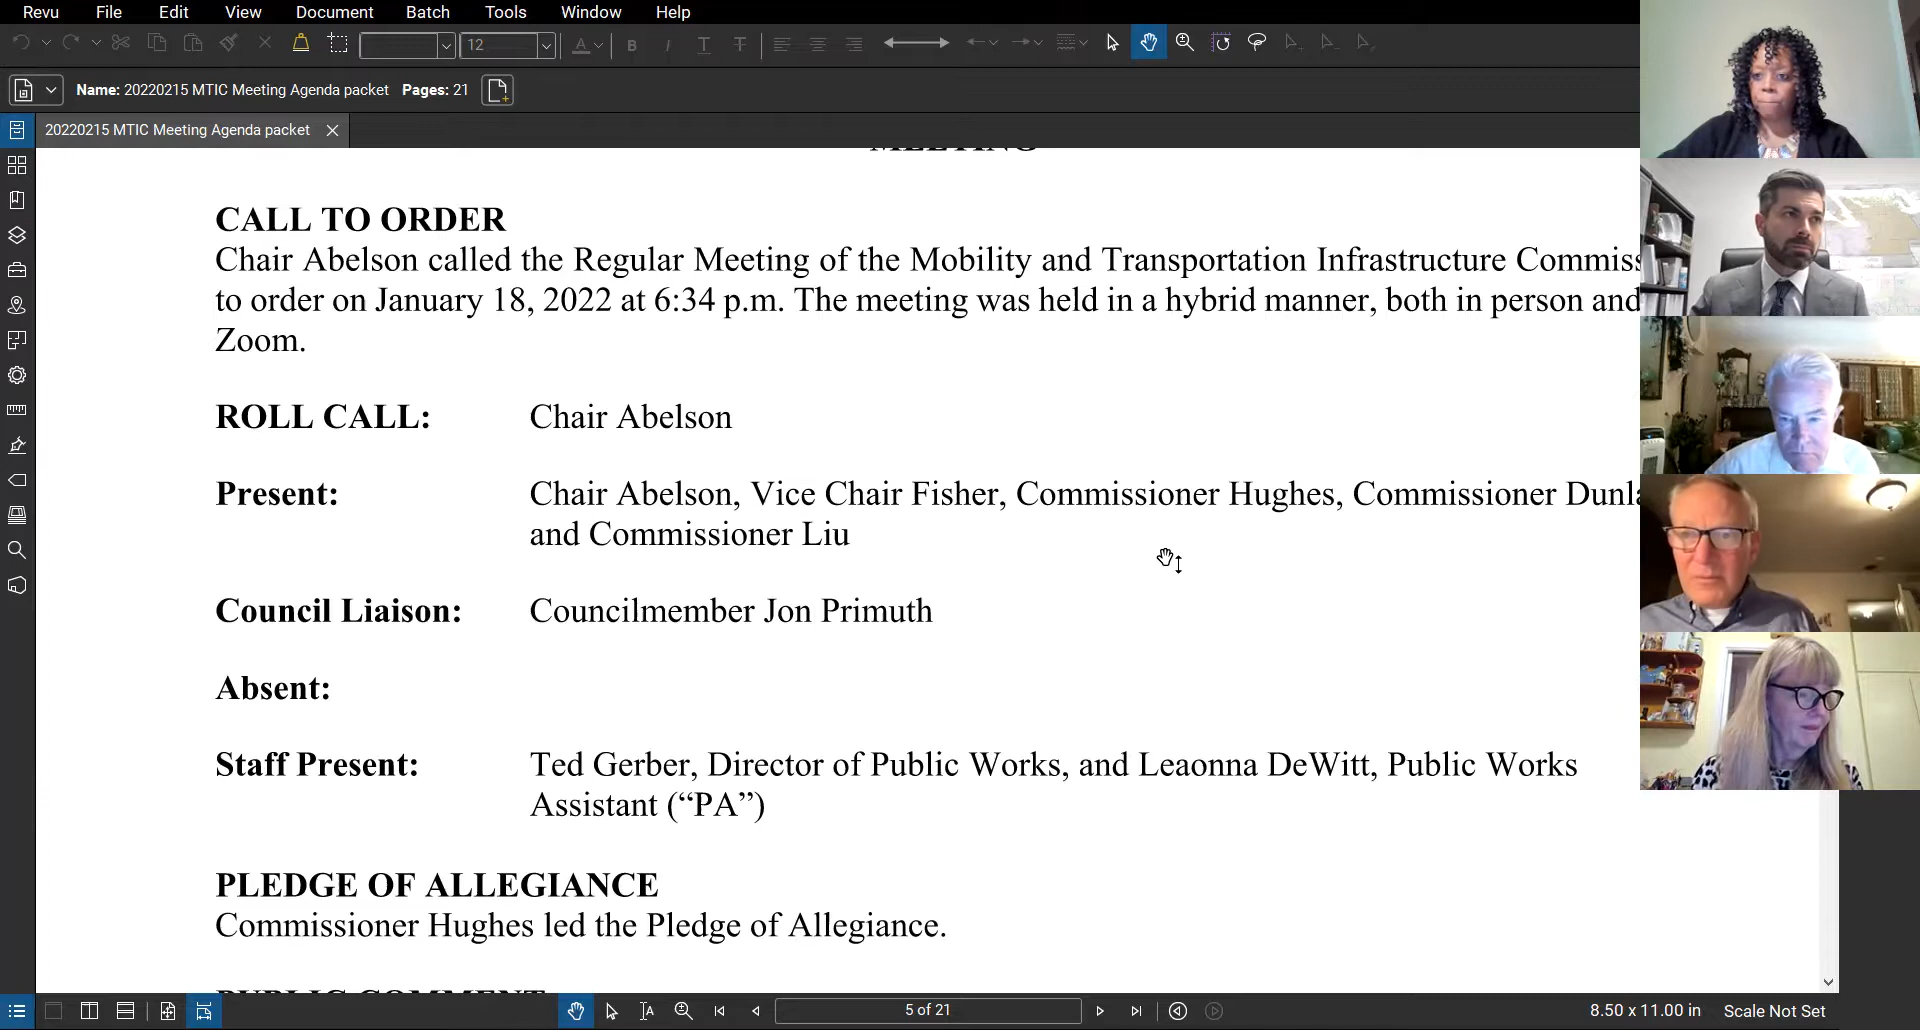 Revu File Edit View Document Batch Tools Window Help
12
Name: 20220215 MTIC Meeting Agenda packet Pages: 21
20220215 MTIC Meeting Agenda packet
MEETING
CALL TO ORDER
Chair Abelson called the Regular Meeting of the Mobility and Transportation Infrastructure Commiss
to order on January 18, 2022 at 6:34 p.m. The meeting was held in a hybrid manner, both in person and
Zoom.
ROLL CALL: Chair Abelson
Present: Chair Abelson, Vice Chair Fisher, Commissioner Hughes, Commissioner Dunla
and Commissioner Liu
Council Liaison: Councilmember Jon Primuth
Absent:
Staff Present: Ted Gerber, Director of Public Works, and Leaonna DeWitt, Public Works
Assistant (“PA”)
PLEDGE OF ALLEGIANCE
Commissioner Hughes led the Pledge of Allegiance.
PUBLIC COMMENT
5 of 21 8.50 x 11.00 in Scale Not Set